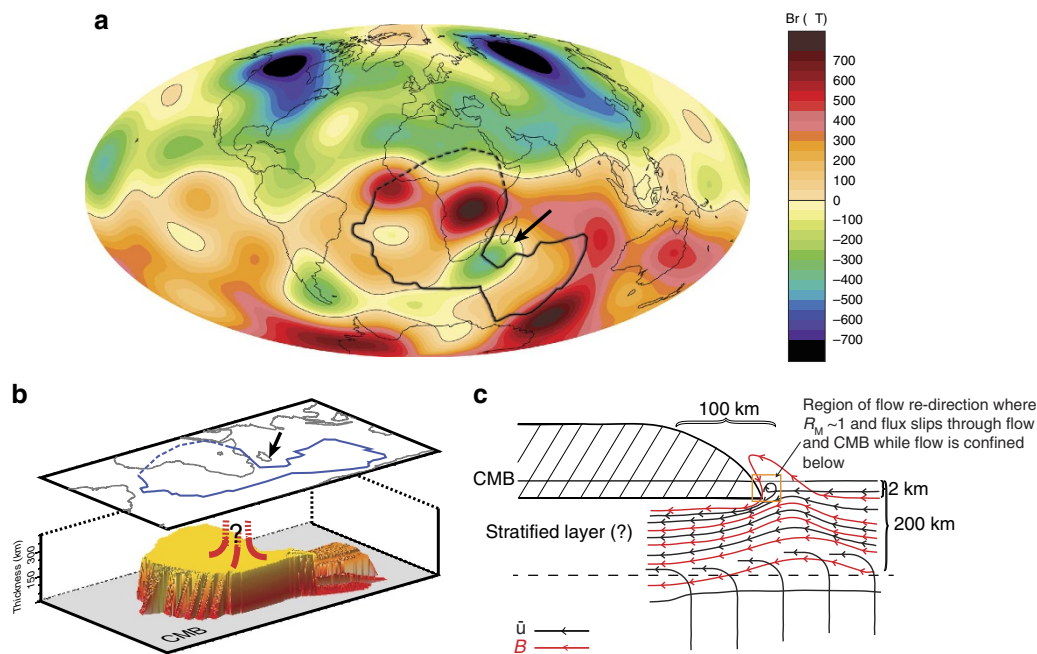 a
Br ( T)
700
600
500
400
300
200
100
0
−100
−200
−300
−400
−500
−600
−700
b
?
Thickness (km)
300
150
CMB
c
100 km
Region of flow re-direction where
R_M ~1 and flux slips through flow
and CMB while flow is confined
below
CMB
2 km
200 km
Stratified layer (?)
ū
B